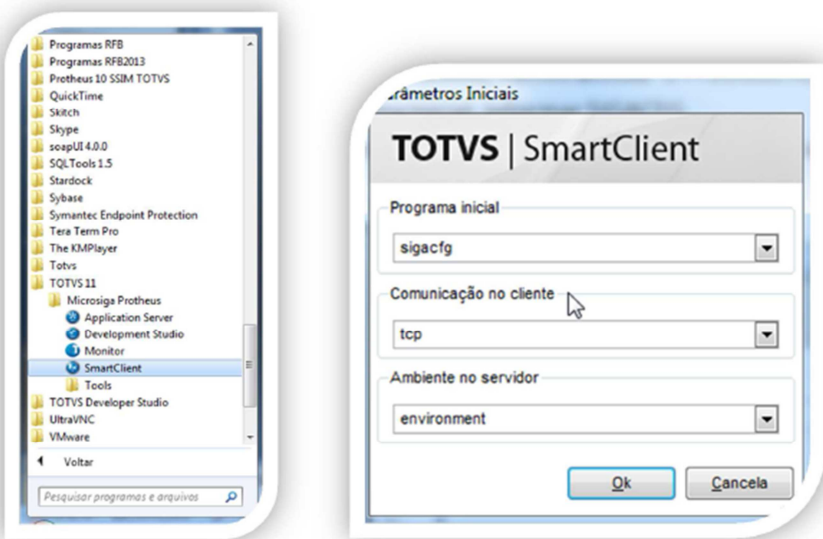 Programas RFB
Programas RFB2013
Protheus 10 SSIM TOTVS
QuickTime
Skitch
Skype
soapUI 4.0.0
SQLTools 1.5
Stardock
Sybase
Symantec Endpoint Protection
Tera Term Pro
The KMPlayer
Totvs
TOTVS 11
Microsiga Protheus
Application Server
Development Studio
Monitor
SmartClient
Tools
TOTVS Developer Studio
UltraVNC
VMware
Voltar
Pesquisar programas e arquivos
râmetros Iniciais
TOTVS | SmartClient
Programa inicial
sigacfg
Comunicação no cliente
tcp
Ambiente no servidor
environment
Ok
Cancela